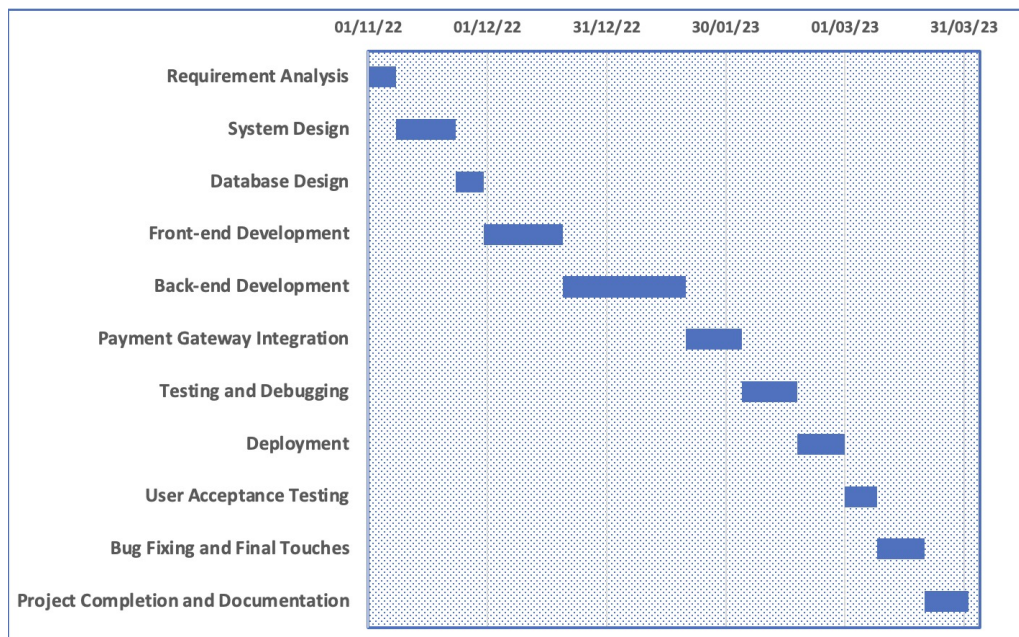 01/11/22 01/12/22 31/12/22 30/01/23 01/03/23 31/03/23
Requirement Analysis
System Design
Database Design
Front-end Development
Back-end Development
Payment Gateway Integration
Testing and Debugging
Deployment
User Acceptance Testing
Bug Fixing and Final Touches
Project Completion and Documentation